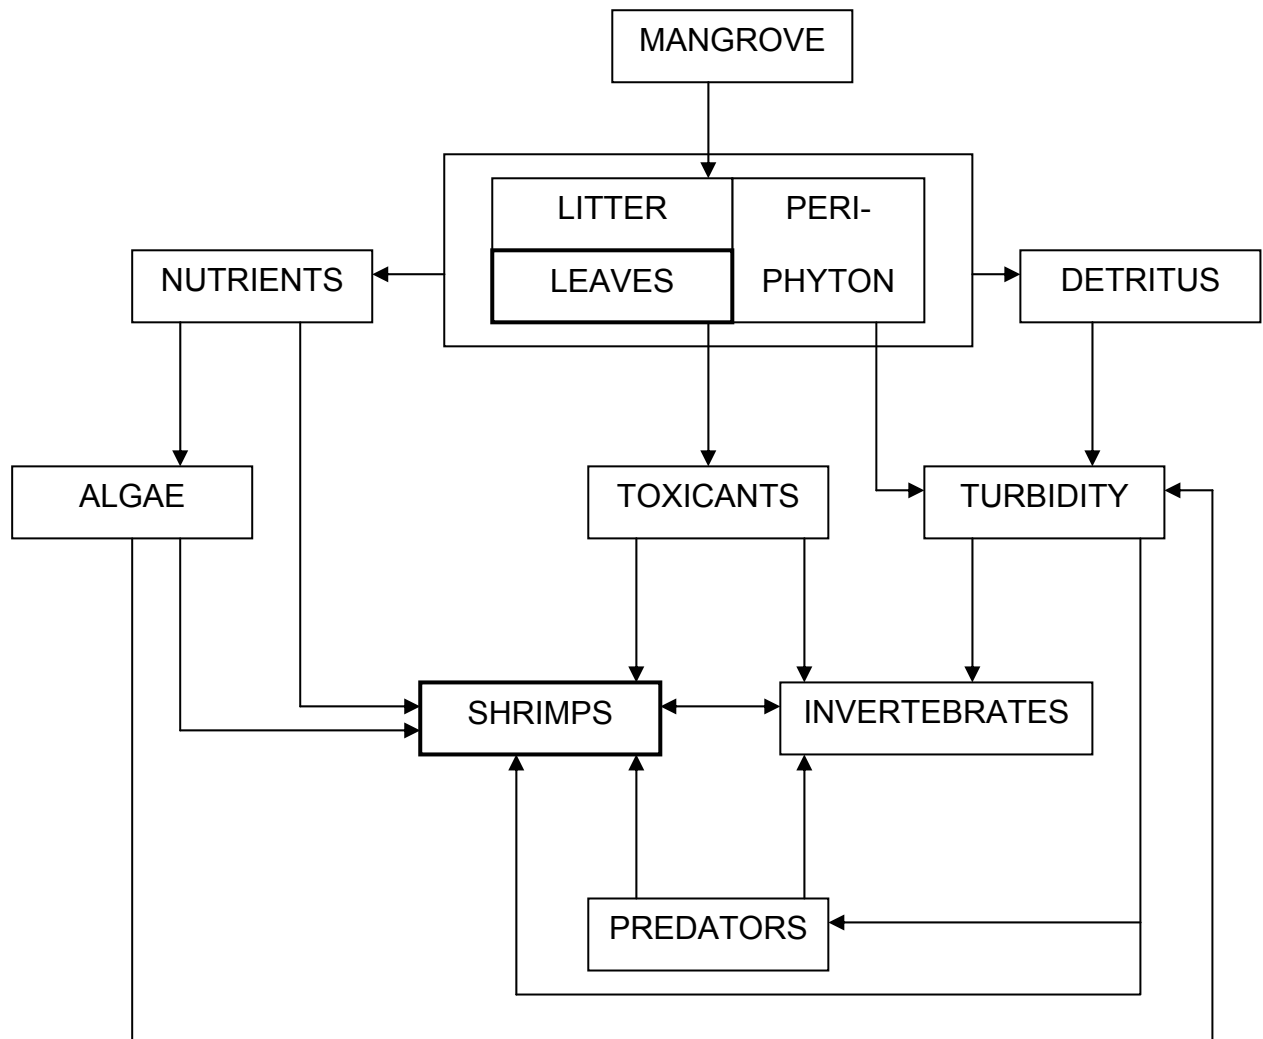 MANGROVE
LITTER
LEAVES
PERI-
PHYTON
NUTRIENTS
DETRITUS
ALGAE
TOXICANTS
TURBIDITY
SHRIMPS
INVERTEBRATES
PREDATORS